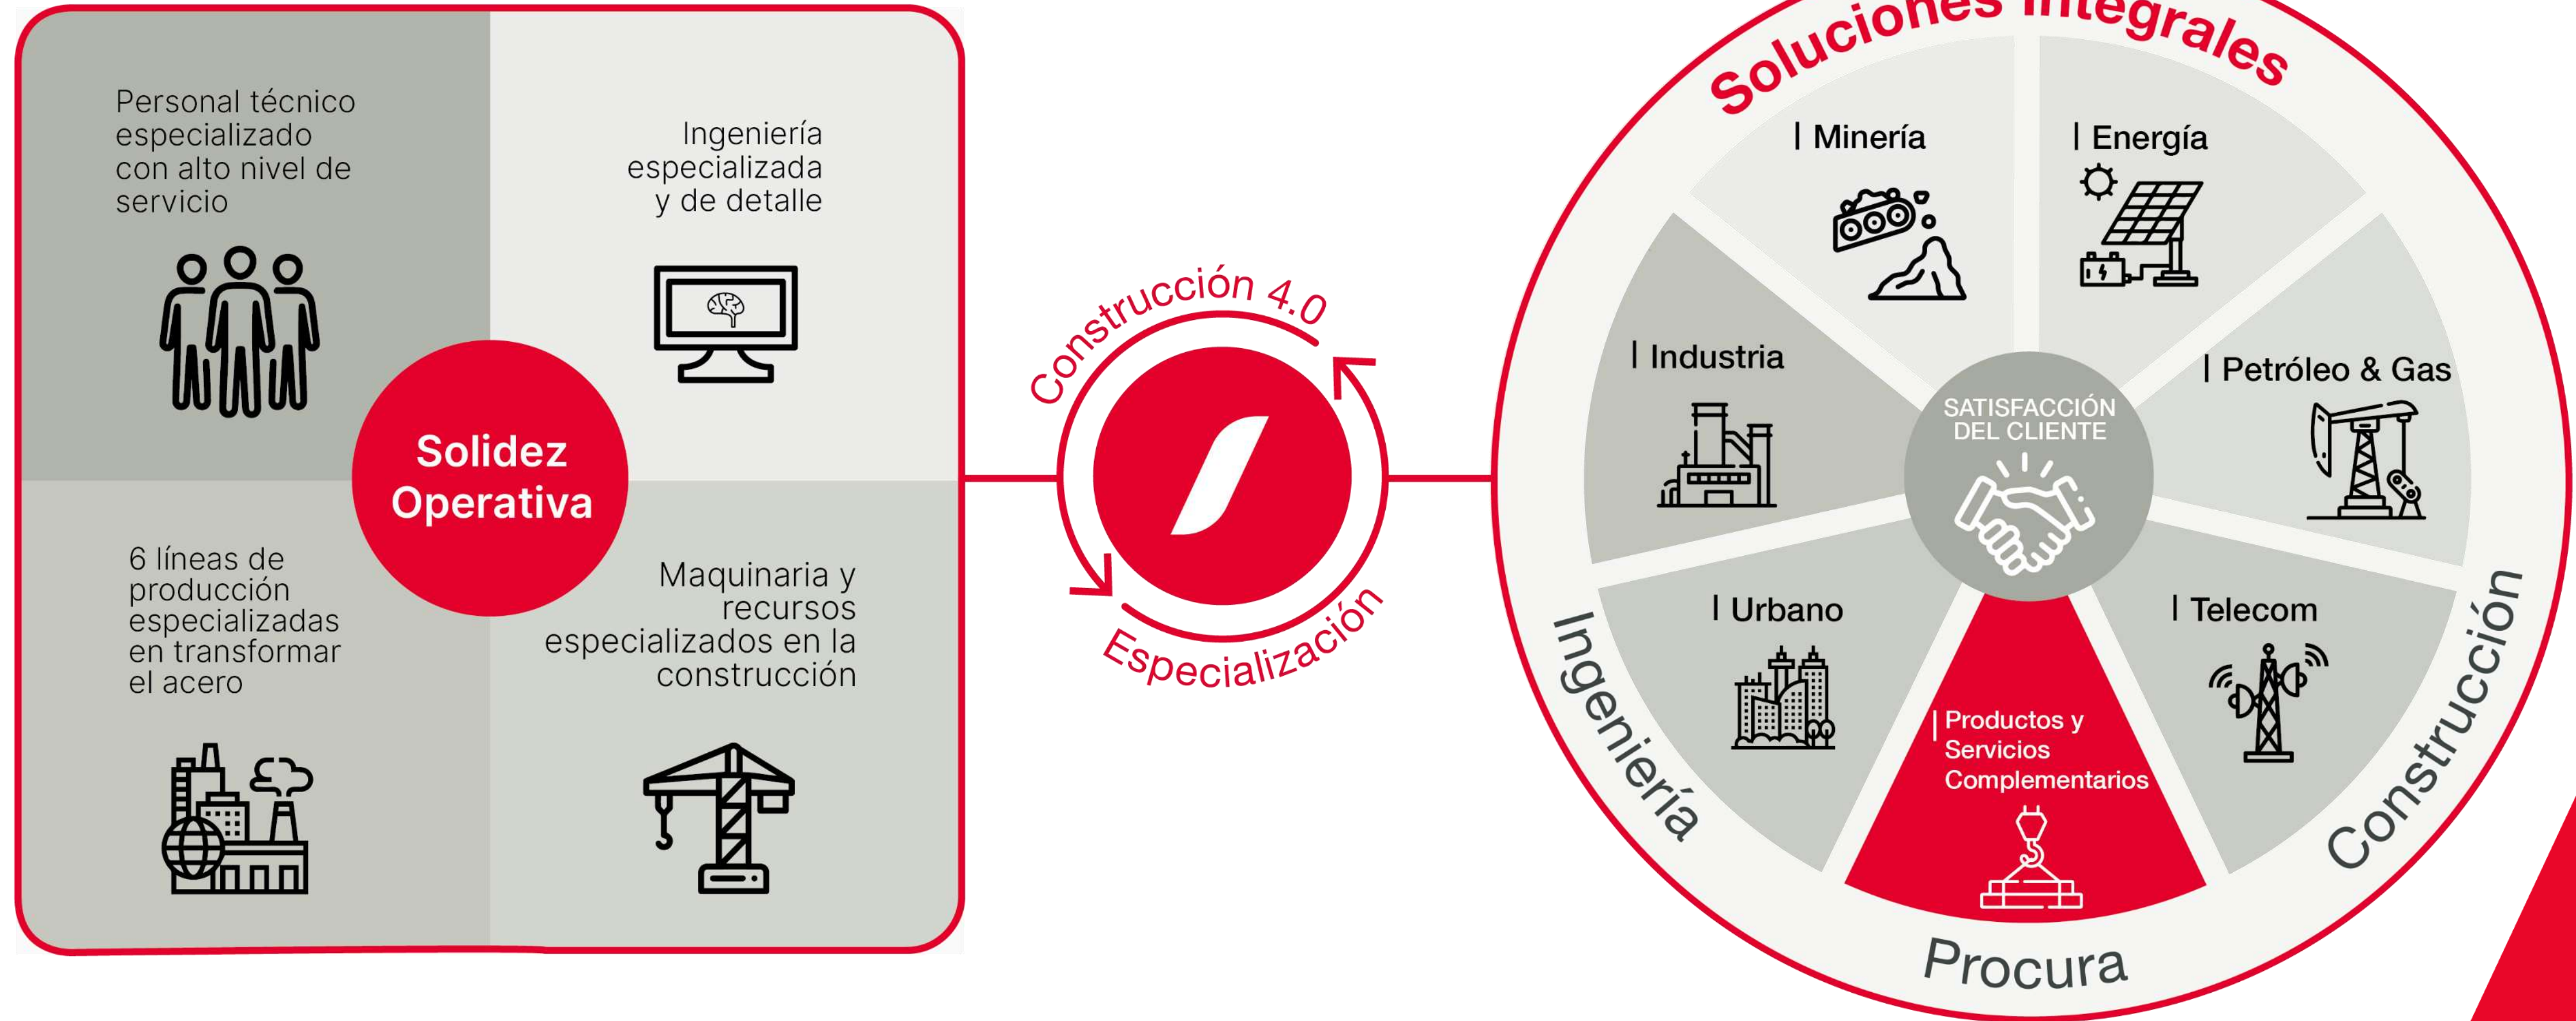 Personal técnico
especializado
con alto nivel de
servicio
Ingeniería
especializada
y de detalle
Solidez
Operativa
6 líneas de
producción
especializadas
en transformar
el acero
Maquinaria y
recursos
especializados en la
construcción
Construcción 4.0
Especialización
Soluciones Integrales
| Minería
| Energía
| Industria
| Petróleo & Gas
SATISFACCIÓN
DEL CLIENTE
| Urbano
| Telecom
| Productos y
Servicios
Complementarios
Ingeniería
Procura
Construcción